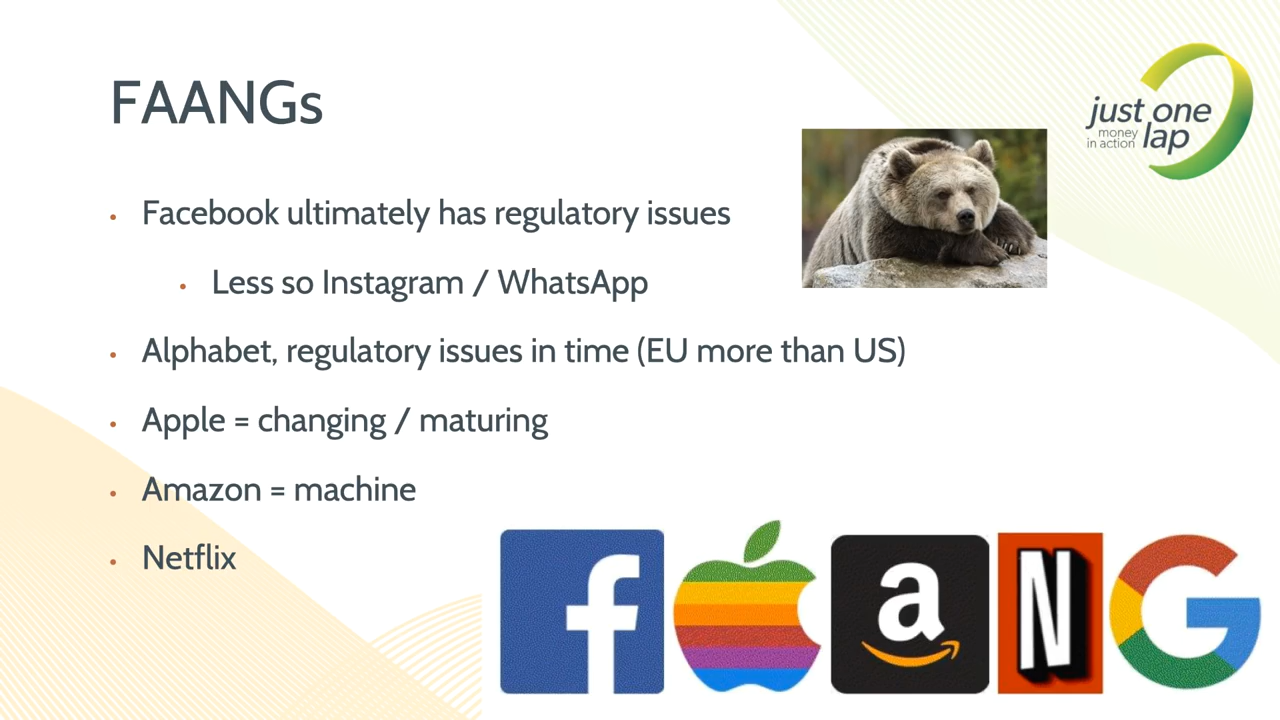 FAANGs
just one
money
in action lap
• Facebook ultimately has regulatory issues
• Less so Instagram / WhatsApp
• Alphabet, regulatory issues in time (EU more than US)
• Apple = changing / maturing
• Amazon = machine
• Netflix
f a N G